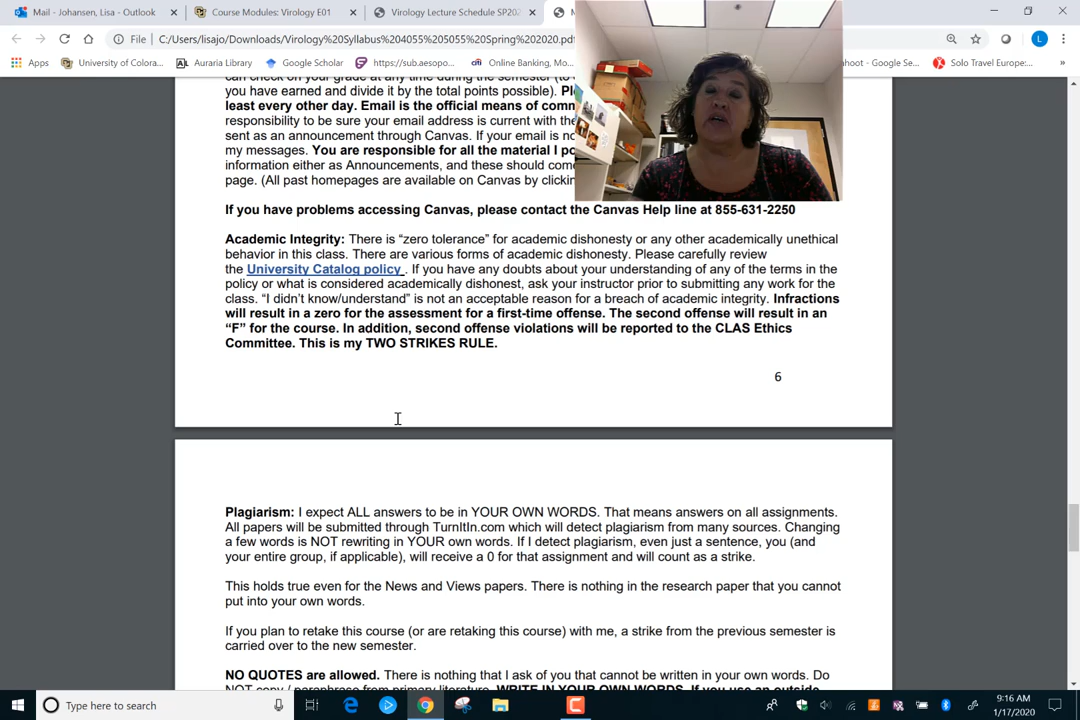 Mail - Johansen, Lisa - Outlook
Course Modules: Virology E01
Virology Lecture Schedule SP202
File
C:/Users/lisajo/Downloads/Virology%20Syllabus%204055%205055%20Spring%202020.pdf
L
Apps
University of Colora...
Auraria Library
Google Scholar
https://sub.aesopo...
Online Banking, Mo...
ahoot - Google Se...
Solo Travel Europe:...
can check on your grade at any time during the semester (to
you have earned and divide it by the total points possible).
least every other day. Email is the official means of comm
responsibility to be sure your email address is current with the
sent as an announcement through Canvas. If your email is no
my messages. You are responsible for all the material I po
information either as Announcements, and these should come
page. (All past homepages are available on Canvas by clickin
If you have problems accessing Canvas, please contact the Canvas Help line at 855-631-2250
Academic Integrity: There is “zero tolerance” for academic dishonesty or any other academically unethical
behavior in this class. There are various forms of academic dishonesty. Please carefully review
the University Catalog policy . If you have any doubts about your understanding of any of the terms in the
policy or what is considered academically dishonest, ask your instructor prior to submitting any work for the
class. “I didn’t know/understand” is not an acceptable reason for a breach of academic integrity. Infractions
will result in a zero for the assessment for a first-time offense. The second offense will result in an
“F” for the course. In addition, second offense violations will be reported to the CLAS Ethics
Committee. This is my TWO STRIKES RULE.
6
Plagiarism: I expect ALL answers to be in YOUR OWN WORDS. That means answers on all assignments.
All papers will be submitted through TurnItIn.com which will detect plagiarism from many sources. Changing
a few words is NOT rewriting in YOUR own words. If I detect plagiarism, even just a sentence, you (and
your entire group, if applicable), will receive a 0 for that assignment and will count as a strike.
This holds true even for the News and Views papers. There is nothing in the research paper that you cannot
put into your own words.
If you plan to retake this course (or are retaking this course) with me, a strike from the previous semester is
carried over to the new semester.
NO QUOTES are allowed. There is nothing that I ask of you that cannot be written in your own words. Do
NOT copy / paraphrase from primary literature. WRITE IN YOUR OWN WORDS. If you use an outside
Type here to search
9:16 AM
1/17/2020